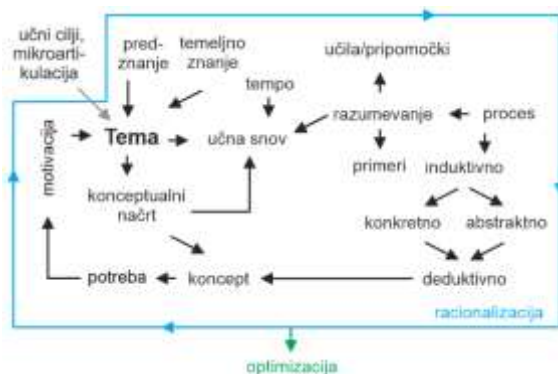 učni cilji,
mikroarti-
kulacija
pred-
znanje
temeljno
znanje
učila/pripomočki
tempo
razumevanje
proces
motivacija
Tema
učna snov
primeri
induktivno
konceptualni
načrt
konkretno
abstraktno
potreba
koncept
deduktivno
racionalizacija
optimizacija